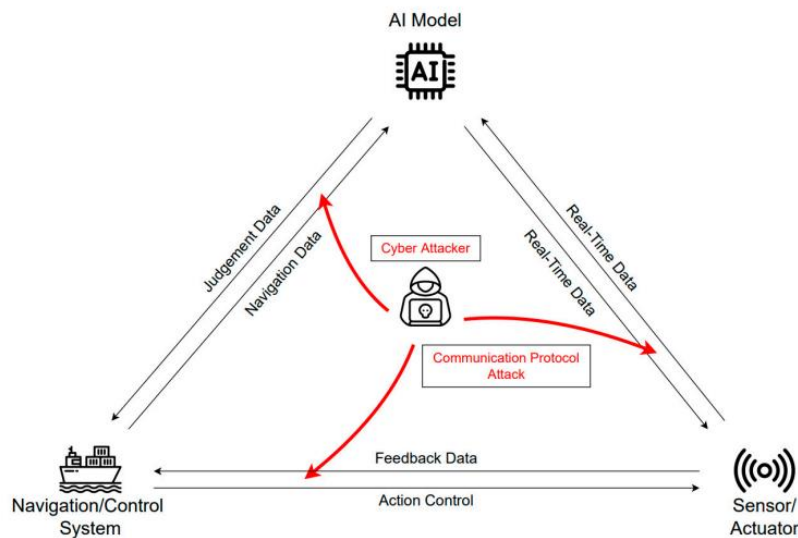 AI Model
AI
Judgement Data
Navigation Data
Real-Time Data
Real-Time Data
Cyber Attacker
Communication Protocol
Attack
Feedback Data
Action Control
Navigation/Control
System
Sensor/
Actuator